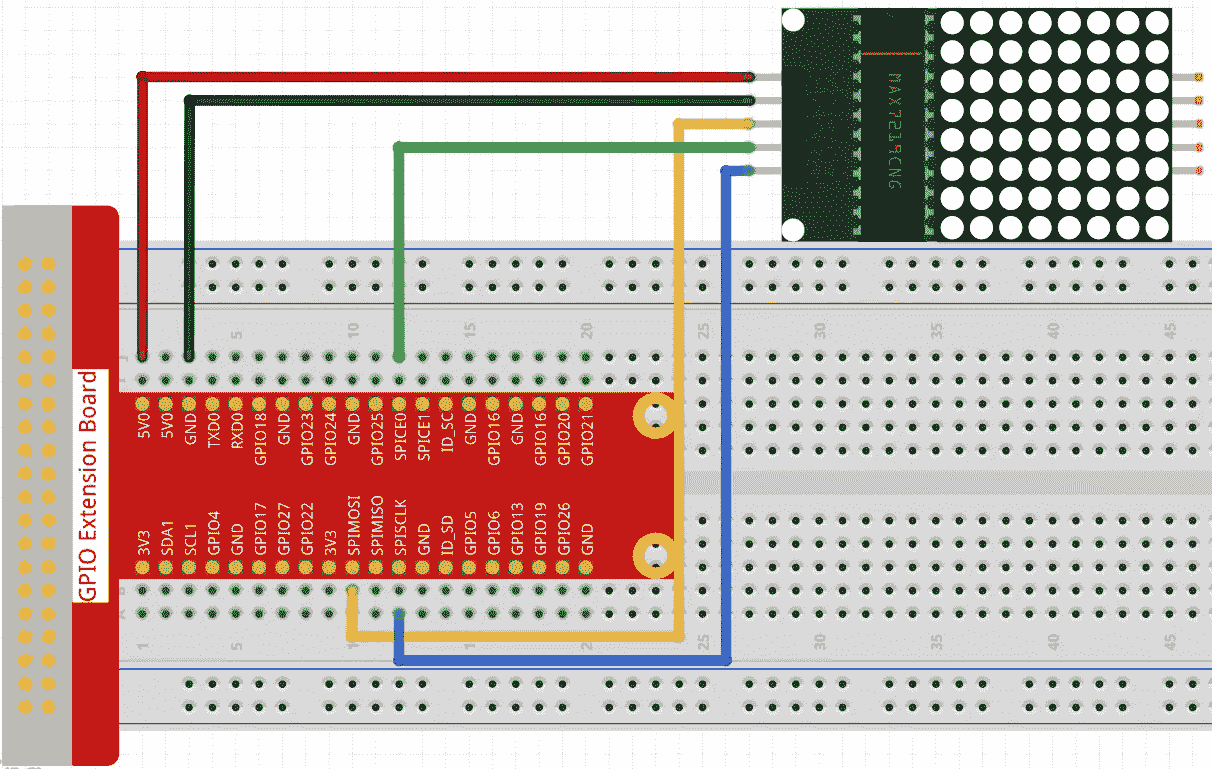 MAX7219CNG
5 10 15 20 25 30 35 40 45
5V0 5V0 GND TXD0 RXD0 GPIO18 GND GPIO23 GPIO24 GND GPIO25 SPICE0 SPICE1 ID_SC GND GPIO16 GND GPIO16 GPIO20 GPIO21
GPIO Extension Board
3V3 SDA1 SCL1 GPIO4 GND GPIO17 GPIO27 GPIO22 3V3 SPIMOSI SPIMISO SPISCLK GND ID_SD GPIO5 GPIO6 GPIO13 GPIO19 GPIO26 GND
1 5 25 30 35 40 45